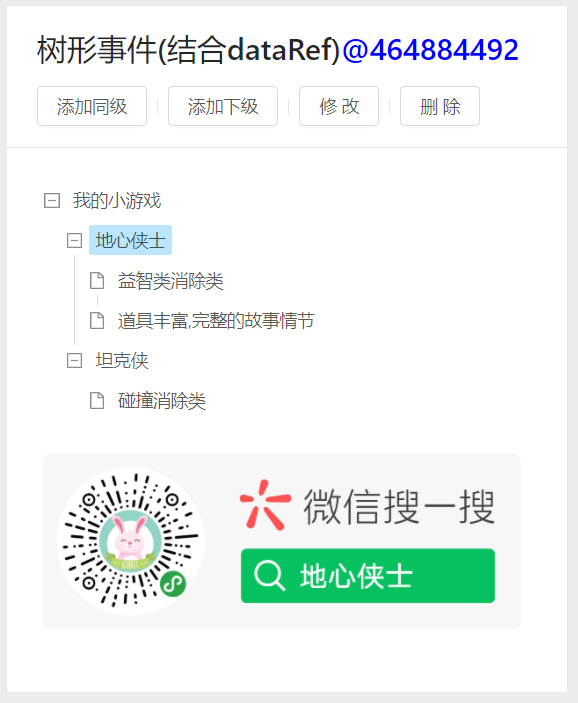 树形事件(结合dataRef)@464884492
添加同级 添加下级 修 改 删 除
我的小游戏
地心侠士
益智类消除类
道具丰富,完整的故事情节
坦克侠
碰撞消除类
微信搜一搜
地心侠士